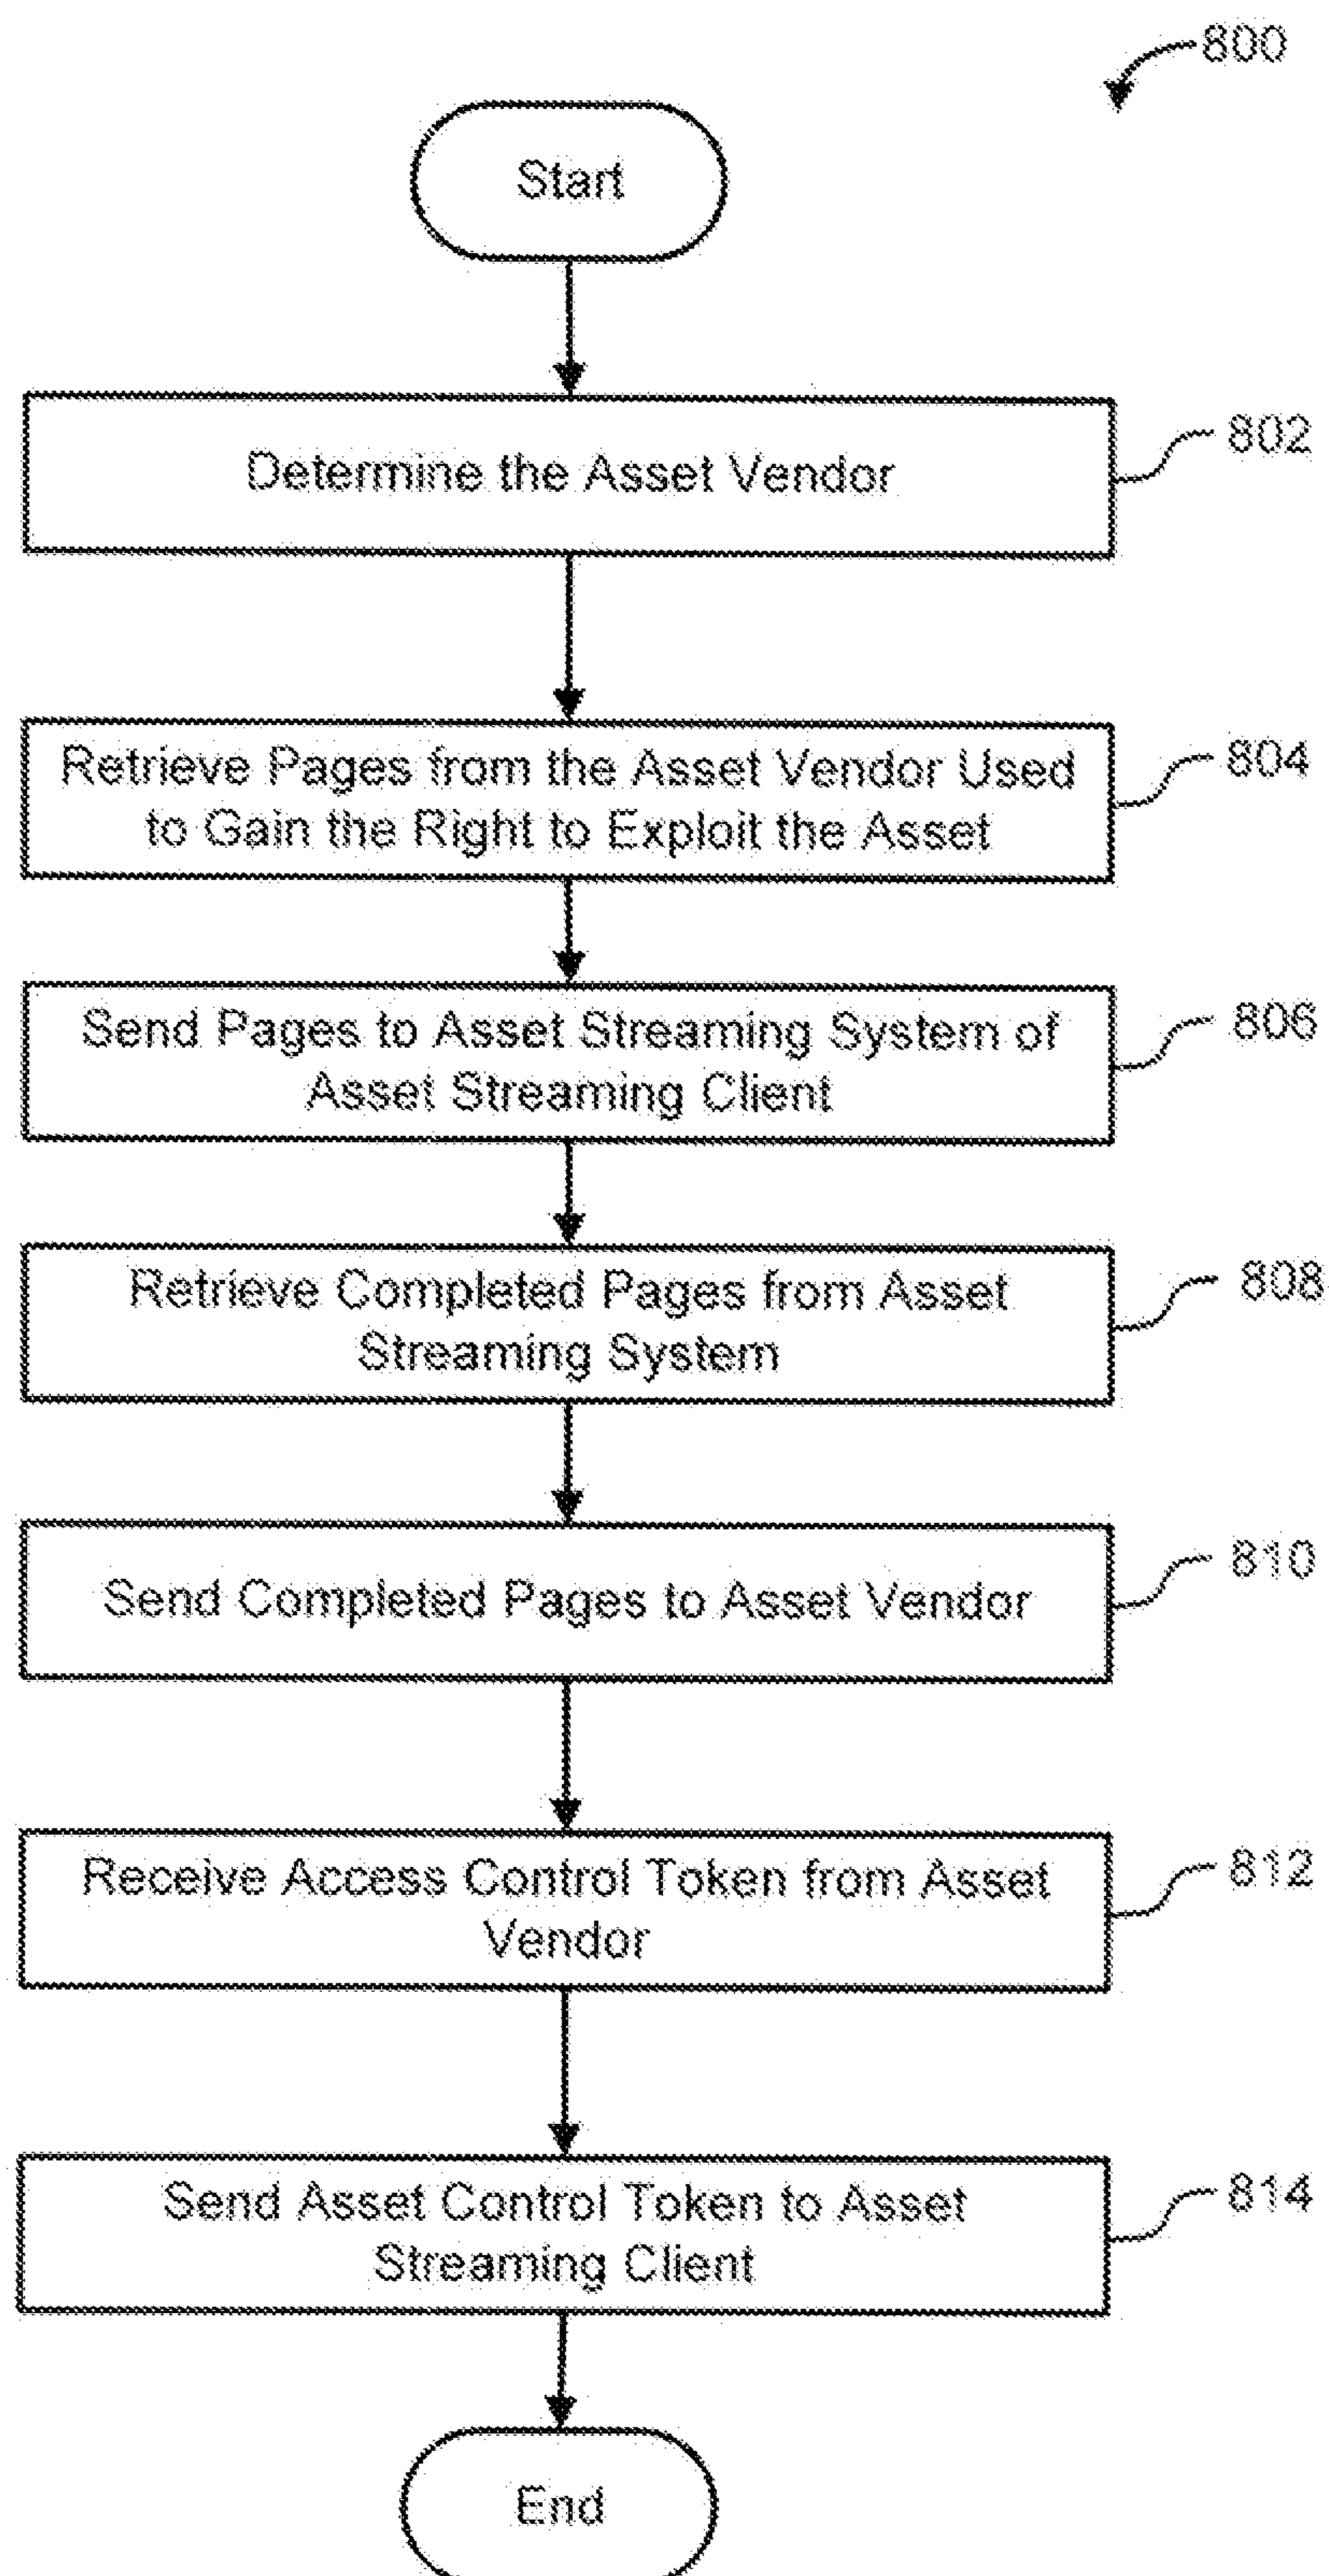 800
Start
Determine the Asset Vendor
802
Retrieve Pages from the Asset Vendor Used
to Gain the Right to Exploit the Asset
804
Send Pages to Asset Streaming System of
Asset Streaming Client
806
Retrieve Completed Pages from Asset
Streaming System
808
Send Completed Pages to Asset Vendor
810
Receive Access Control Token from Asset
Vendor
812
Send Asset Control Token to Asset
Streaming Client
814
End